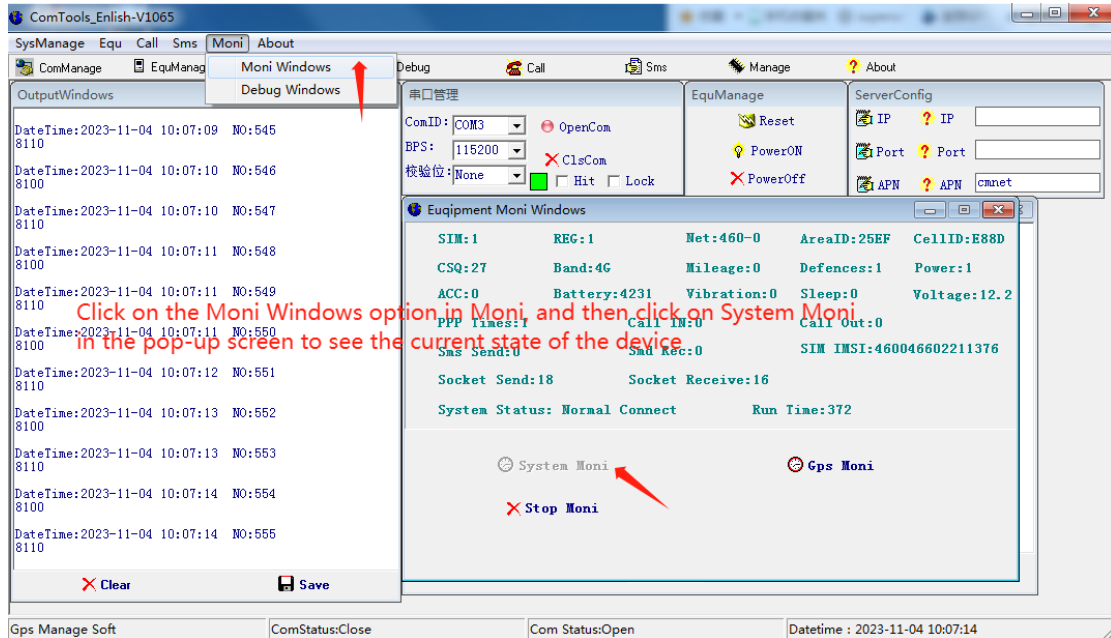 ComTools_Enlish-V1065
SysManage Equ Call Sms Moni About
Moni Windows
Debug Windows
ComManage EquManag Debug Call Sms Manage About
OutputWindows
DateTime:2023-11-04 10:07:09 NO:545
8110
DateTime:2023-11-04 10:07:10 NO:546
8100
DateTime:2023-11-04 10:07:10 NO:547
8110
DateTime:2023-11-04 10:07:11 NO:548
8100
DateTime:2023-11-04 10:07:11 NO:549
8110
DateTime:2023-11-04 10:07:11 NO:550
8100
DateTime:2023-11-04 10:07:12 NO:551
8110
DateTime:2023-11-04 10:07:13 NO:552
8100
DateTime:2023-11-04 10:07:13 NO:553
8110
DateTime:2023-11-04 10:07:14 NO:554
8100
DateTime:2023-11-04 10:07:14 NO:555
8110
Clear Save
串口管理
ComID: COM3 OpenCom
BPS: 115200 ClsCom
校验位: None Hit Lock
EquManage
Reset
PowerON
PowerOff
ServerConfig
IP ? IP
Port ? Port
APN ? APN cmnet
Euqipment Moni Windows
SIM:1 REG:1 Net:460-0 AreaID:25EF CellID:E88D
CSQ:27 Band:4G Mileage:0 Defences:1 Power:1
ACC:0 Battery:4231 Vibration:0 Sleep:0 Voltage:12.2
PPP Times:1 Call IN:0 Call Out:0
Sms Send:0 Smd Rec:0 SIM IMSI:460046602211376
Socket Send:18 Socket Receive:16
System Status: Normal Connect Run Time:372
System Moni Gps Moni
Stop Moni
Click on the Moni Windows option in Moni, and then click on System Moni
in the pop-up screen to see the current state of the device
Gps Manage Soft ComStatus:Close Com Status:Open Datetime : 2023-11-04 10:07:14